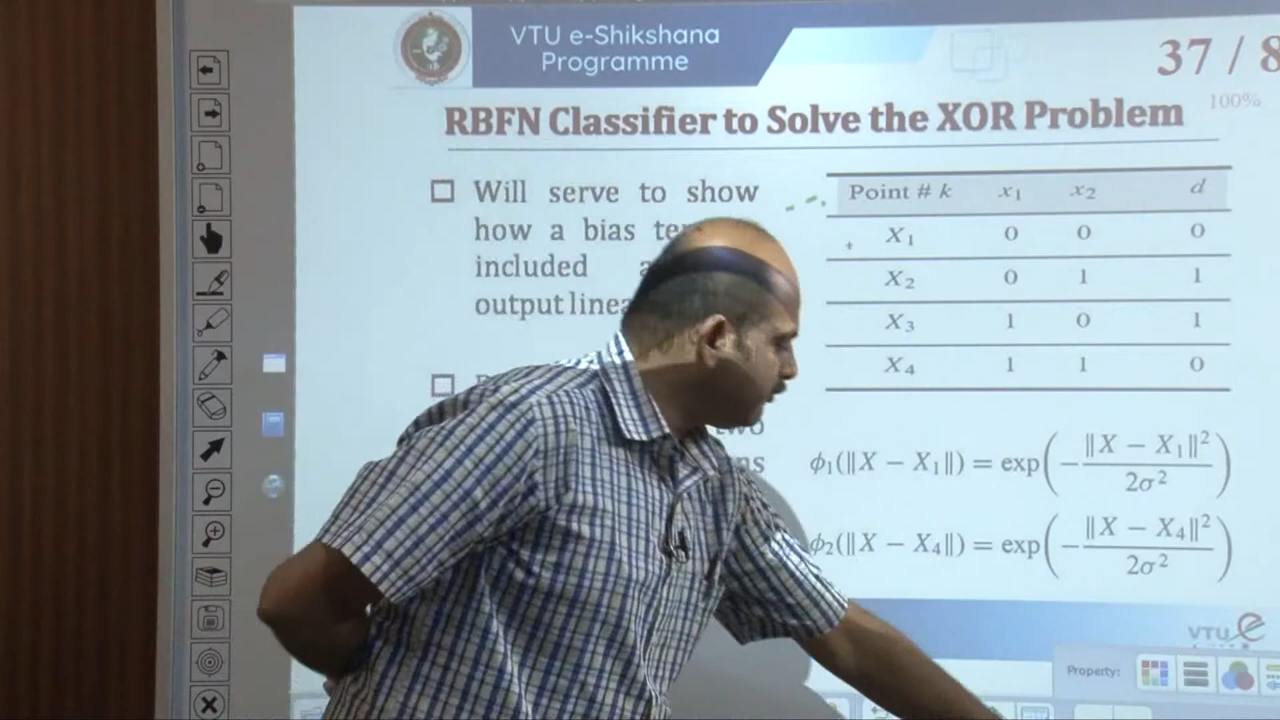 VTU e-Shikshana
Programme
37 / 8
100%
RBFN Classifier to Solve the XOR Problem
Will serve to show
how a bias
included
output linea
two
ns
Point # k x₁ x₂ d
X₁ 0 0 0
X₂ 0 1 1
X₃ 1 0 1
X₄ 1 1 0
ϕ₁(‖X − X₁‖) = exp(−‖X − X₁‖² / 2σ²)
ϕ₂(‖X − X₄‖) = exp(−‖X − X₄‖² / 2σ²)
VTU e
Property: